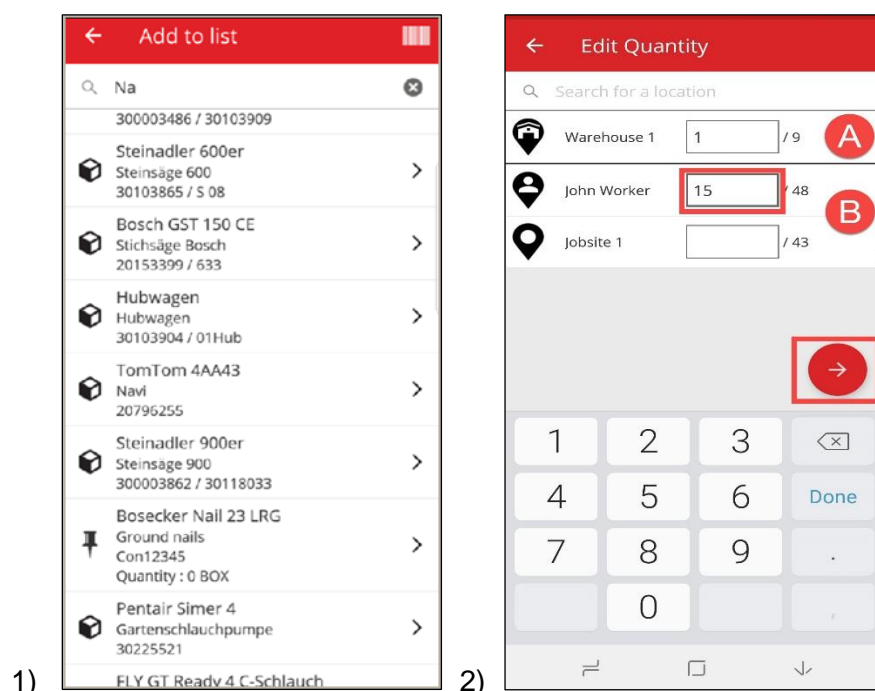 Add to list
Na
300003486 / 30103909
Steinadler 600er
Steinsäge 600
30103865 / S 08
Bosch GST 150 CE
Stichsäge Bosch
20153399 / 633
Hubwagen
Hubwagen
30103904 / 01Hub
TomTom 4AA43
Navi
20796255
Steinadler 900er
Steinsäge 900
300003862 / 30118033
Bosecker Nail 23 LRG
Ground nails
Con12345
Quantity : 0 BOX
Pentair Simer 4
Gartenschlauchpumpe
30225521
FLY GT Ready 4 C-Schlauch
1)
Edit Quantity
Search for a location
Warehouse 1 1 / 9 A
John Worker 15 / 48
B
Jobsite 1 / 43
1 2 3
4 5 6 Done
7 8 9 .
0 ,
2)